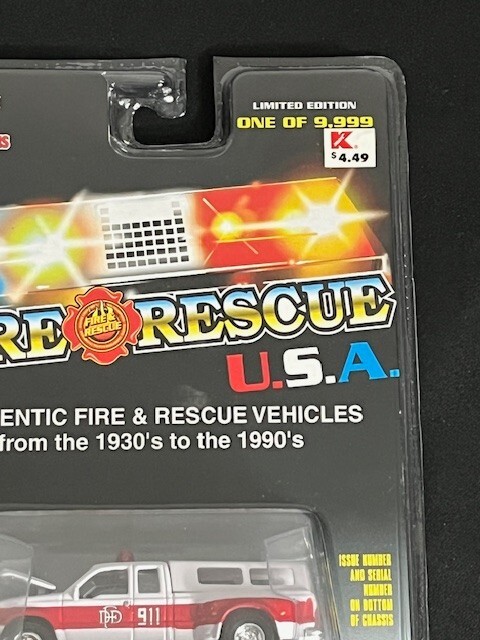 LIMITED EDITION
ONE OF 9,999
K
$4.49
RS
RE FIRE RESCUE RESCUE
U.S.A.
ENTIC FIRE & RESCUE VEHICLES
from the 1930's to the 1990's
ISSUE NUMBER
AND SERIAL
NUMBER
ON BOTTOM
OF CHASSIS
911